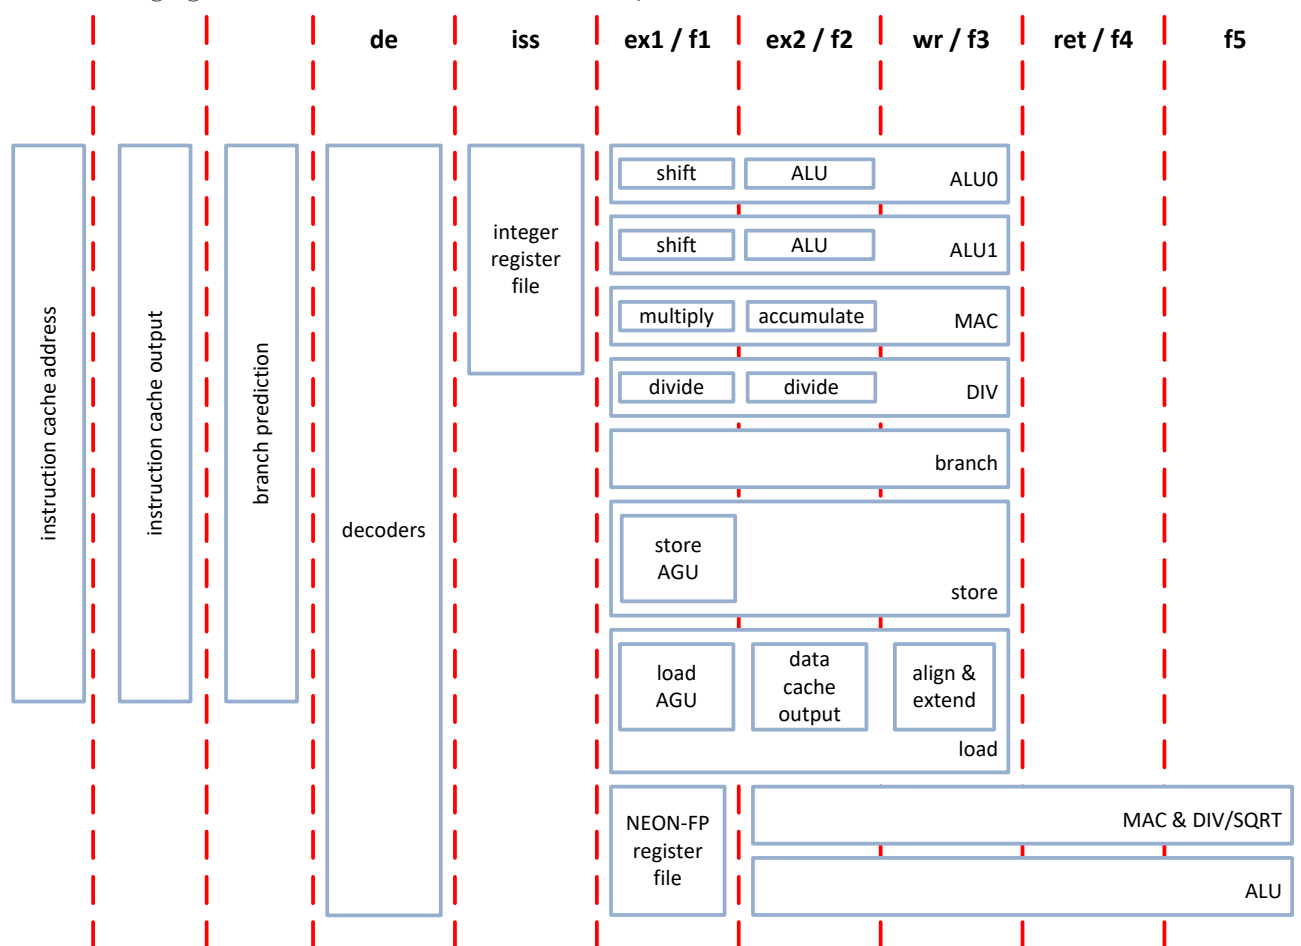 de
iss
ex1 / f1
ex2 / f2
wr / f3
ret / f4
f5
instruction cache address
instruction cache output
branch prediction
decoders
integer
register
file
shift
ALU
ALU0
shift
ALU
ALU1
multiply
accumulate
MAC
divide
divide
DIV
branch
store
AGU
store
load
AGU
data
cache
output
align &
extend
load
NEON-FP
register
file
MAC & DIV/SQRT
ALU